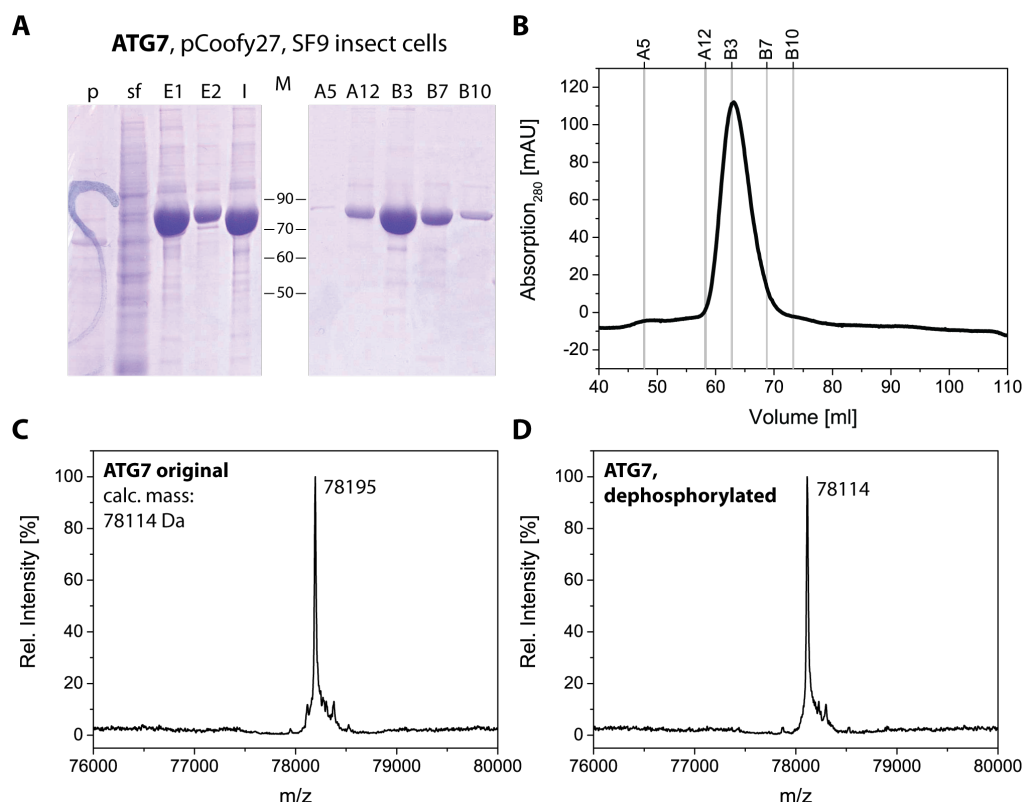 A
ATG7, pCoofy27, SF9 insect cells
p sf E1 E2 I M A5 A12 B3 B7 B10
90
70
60
50
B
A5 A12 B3 B7 B10
Absorption280 [mAU]
120
100
80
60
40
20
0
-20
40 50 60 70 80 90 100 110
Volume [ml]
C
ATG7 original
calc. mass:
78114 Da
78195
Rel. Intensity [%]
100
80
60
40
20
0
76000 77000 78000 79000 80000
m/z
D
ATG7,
dephosphorylated
78114
Rel. Intensity [%]
100
80
60
40
20
0
76000 77000 78000 79000 80000
m/z